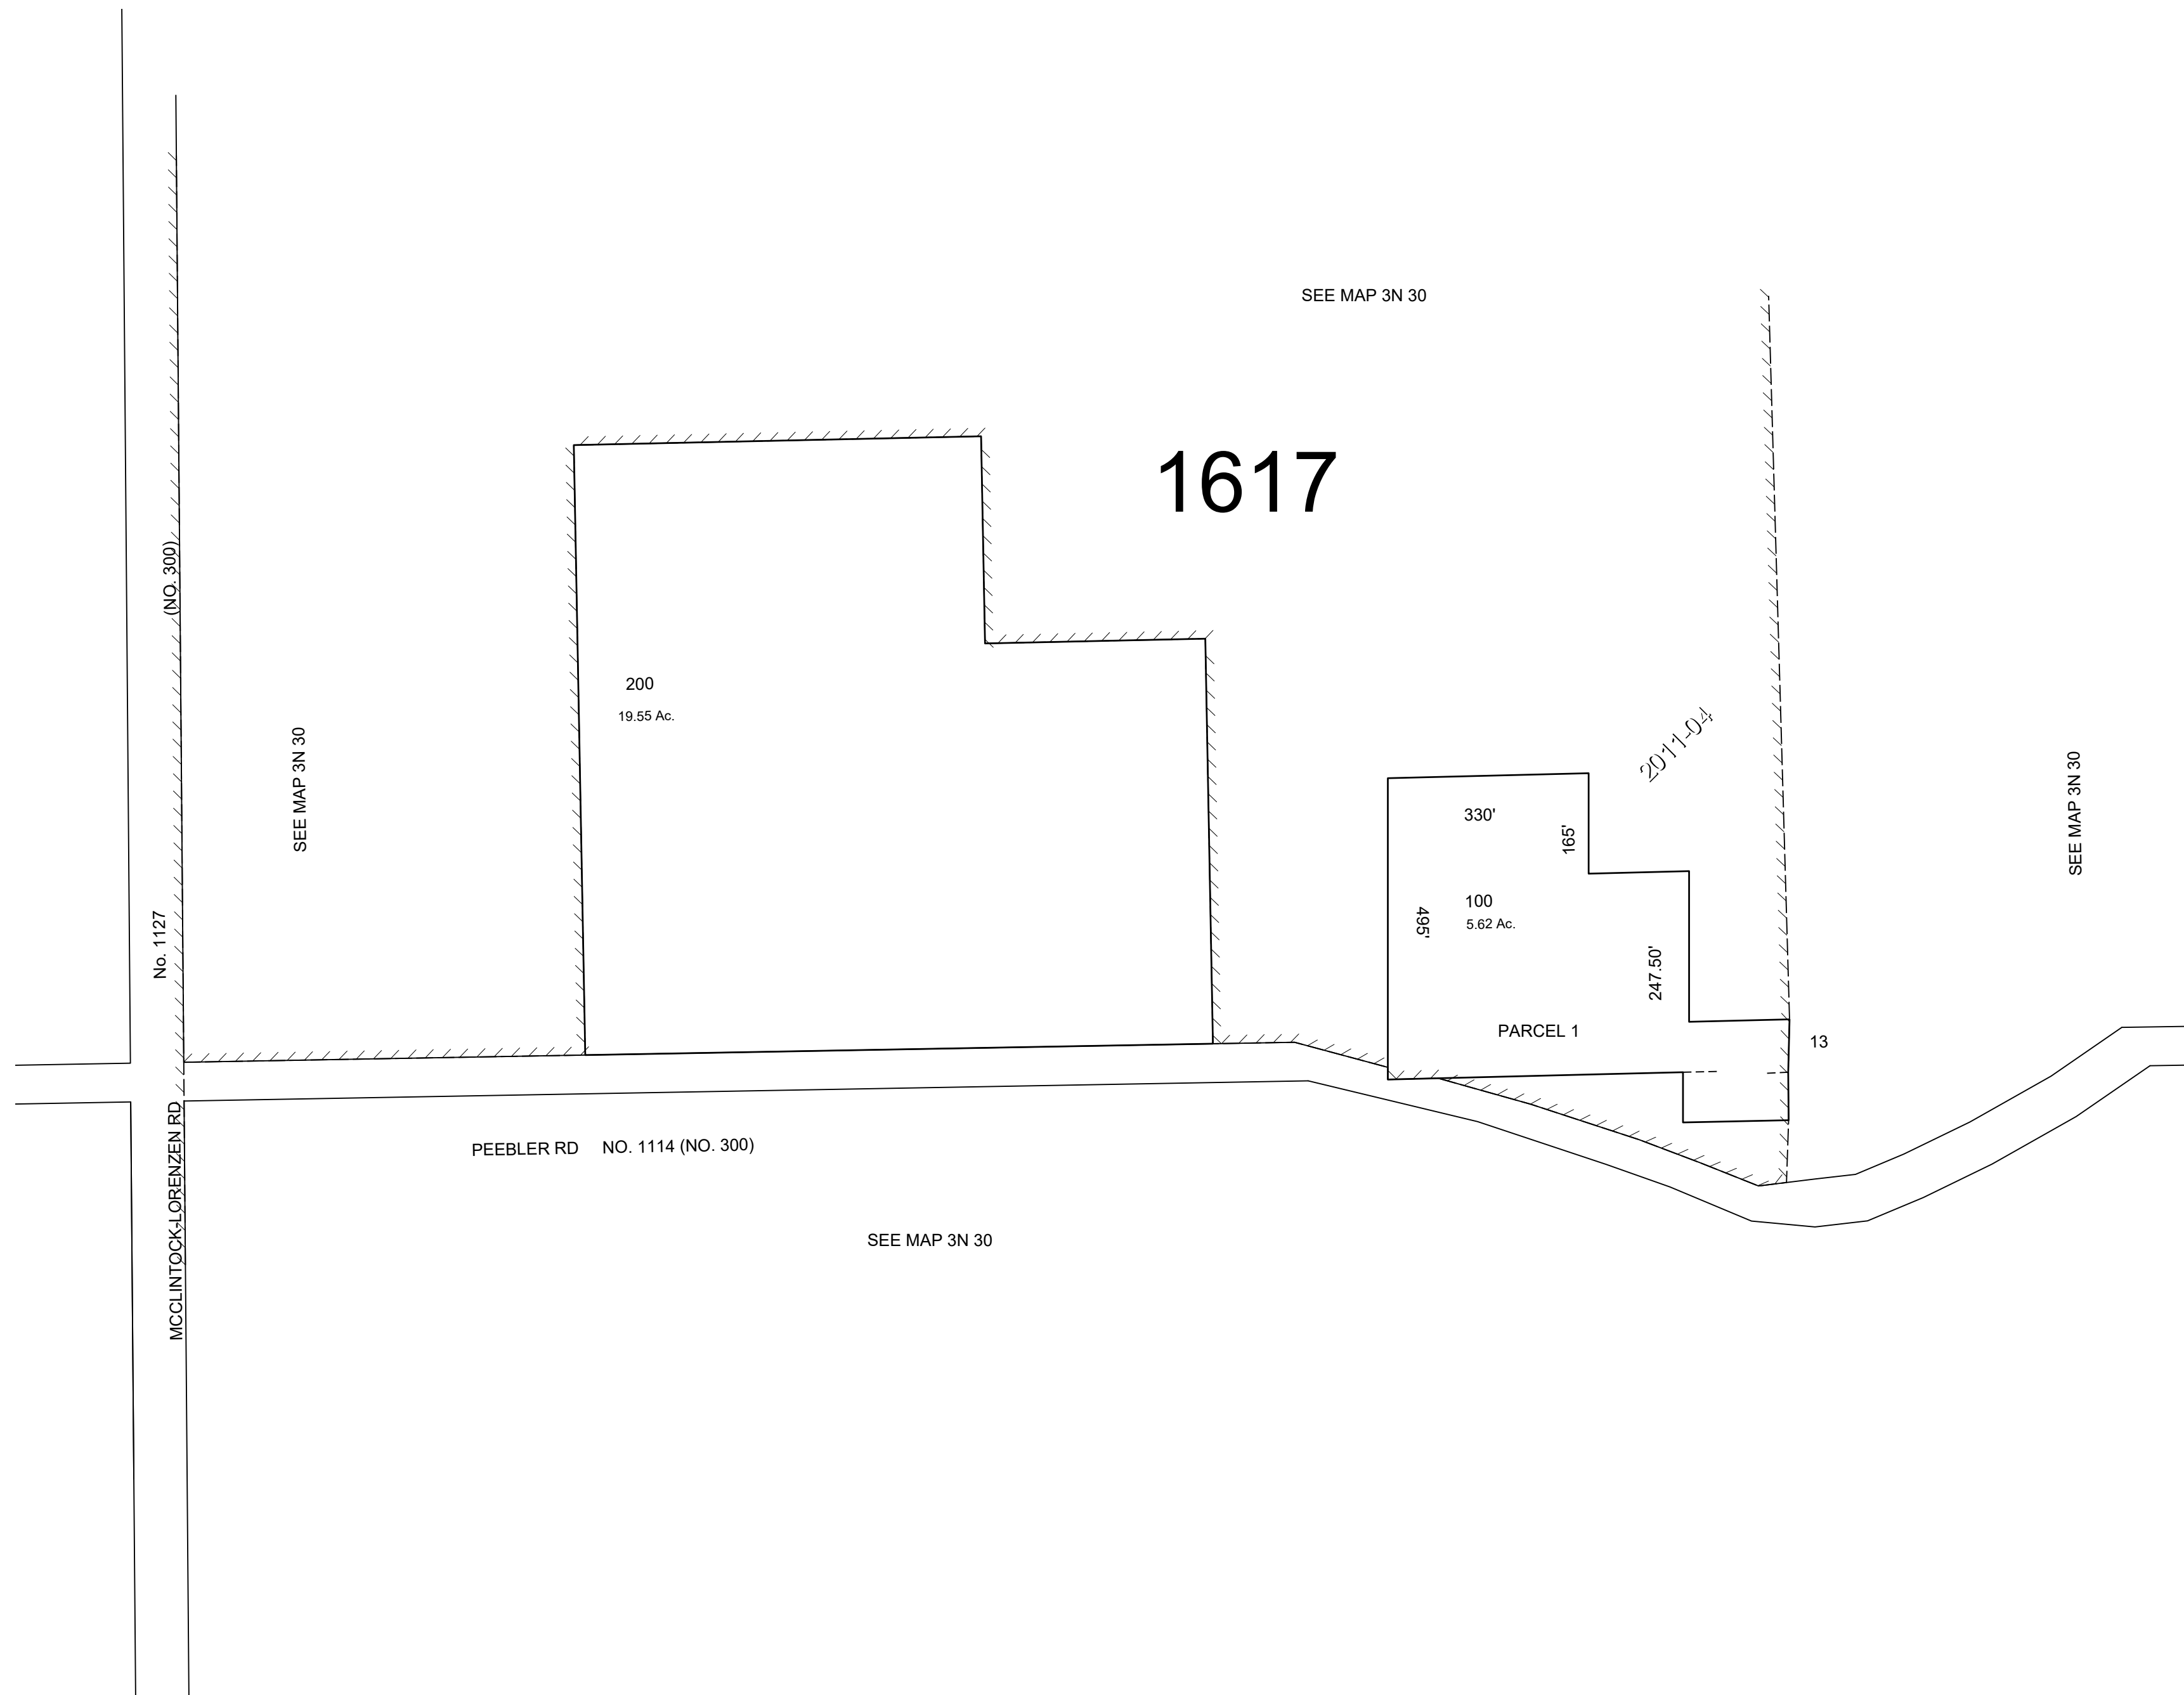 SEE MAP 3N 30
1617
(NO. 300)
200
19.55 Ac.
SEE MAP 3N 30
2011-04
SEE MAP 3N 30
330'
165'
100
5.62 Ac.
495'
247.50'
No. 1127
PARCEL 1
13
MCCLINTOCK-LORENZEN RD
PEEBLER RD NO. 1114 (NO. 300)
SEE MAP 3N 30